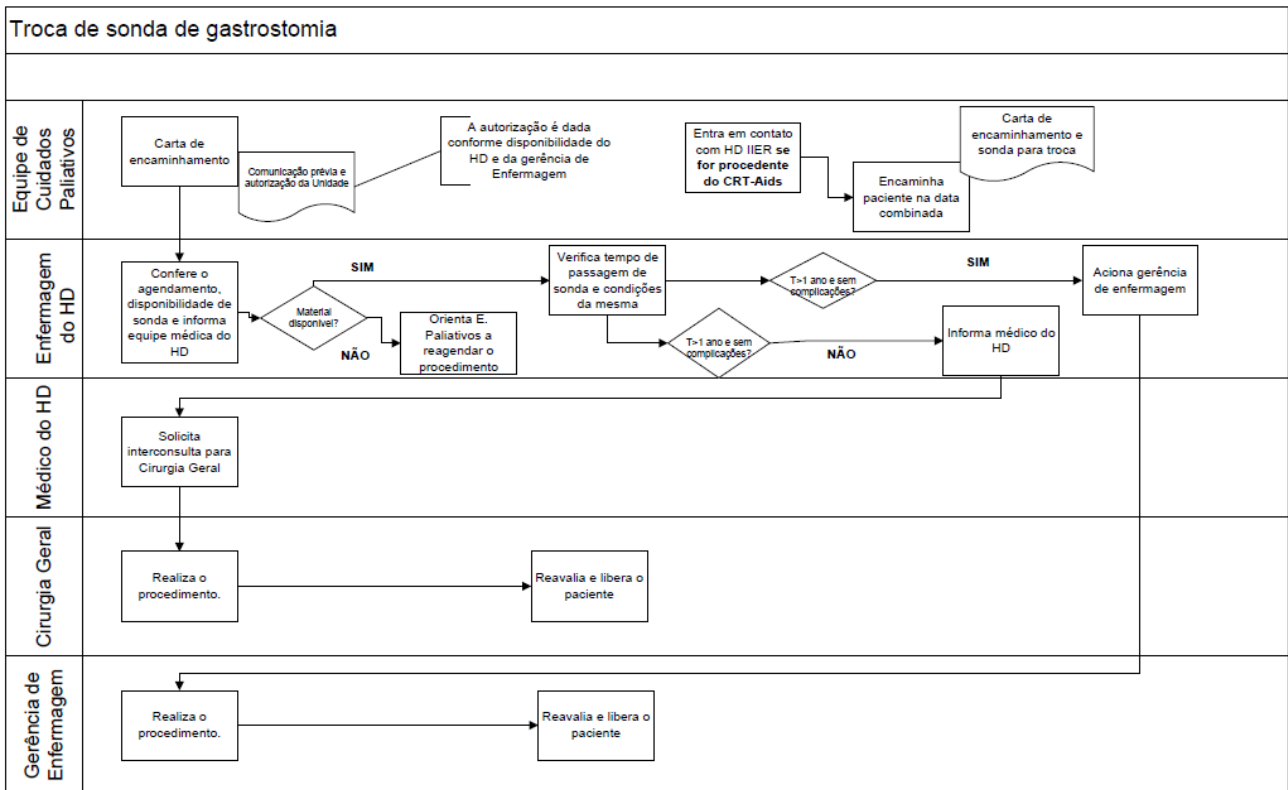 Troca de sonda de gastrostomia
Equipe de
Cuidados
Paliativos
Carta de
encaminhamento
Comunicação prévia e
autorização da Unidade
A autorização é dada
conforme disponibilidade do
HD e da gerência de
Enfermagem
Entra em contato
com HD IIER se
for procedente
do CRT-Aids
Encaminha
paciente na data
combinada
Carta de
encaminhamento e
sonda para troca
Enfermagem
do HD
Confere o
agendamento,
disponibilidade de
sonda e informa
equipe médica do
HD
Material
disponível?
SIM
NÃO
Orienta E.
Paliativos a
reagendar o
procedimento
Verifica tempo de
passagem de
sonda e condições
da mesma
T>1 ano e sem
complicações?
SIM
Aciona gerência
de enfermagem
T>1 ano e sem
complicações?
NÃO
Informa médico do
HD
Médico do HD
Solicita
interconsulta para
Cirurgia Geral
Cirurgia Geral
Realiza o
procedimento.
Reavalia e libera o
paciente
Gerência de
Enfermagem
Realiza o
procedimento.
Reavalia e libera o
paciente